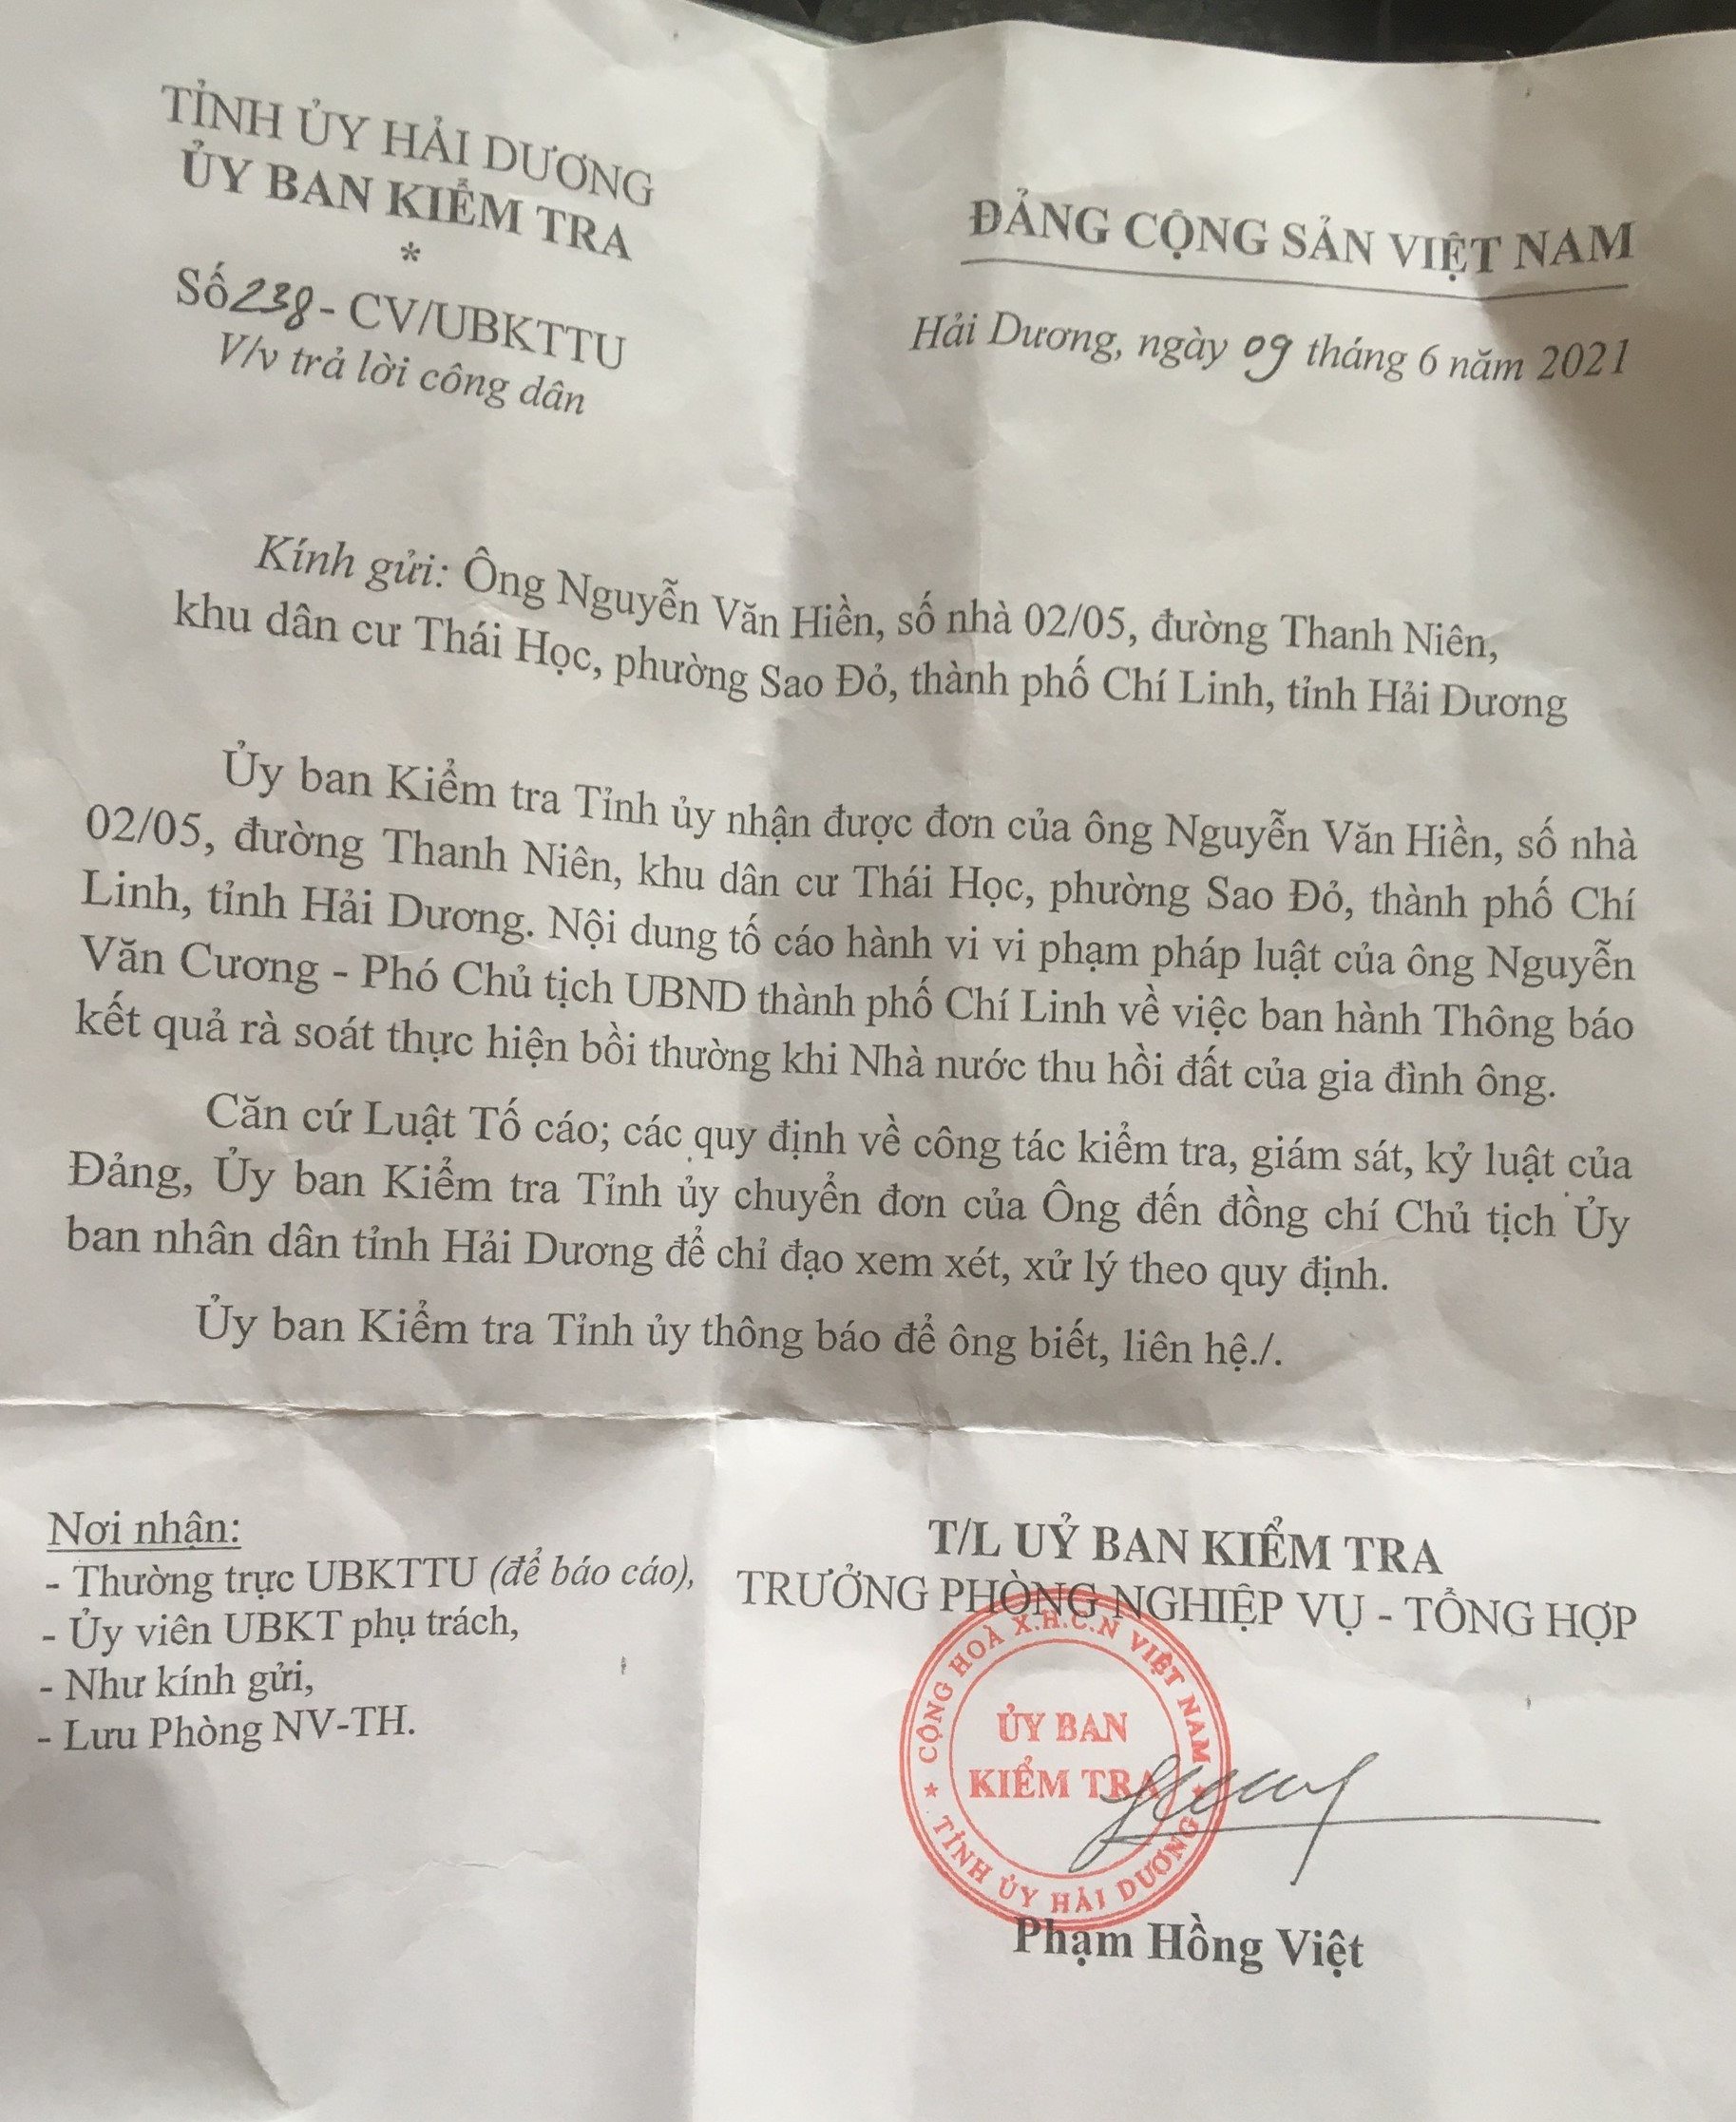 TỈNH ỦY HẢI DƯƠNG
ỦY BAN KIỂM TRA
*
Số 238 - CV/UBKTTU
V/v trả lời công dân
ĐẢNG CỘNG SẢN VIỆT NAM
Hải Dương, ngày 09 tháng 6 năm 2021
Kính gửi: Ông Nguyễn Văn Hiền, số nhà 02/05, đường Thanh Niên,
khu dân cư Thái Học, phường Sao Đỏ, thành phố Chí Linh, tỉnh Hải Dương
Ủy ban Kiểm tra Tỉnh ủy nhận được đơn của ông Nguyễn Văn Hiền, số nhà
02/05, đường Thanh Niên, khu dân cư Thái Học, phường Sao Đỏ, thành phố Chí
Linh, tỉnh Hải Dương. Nội dung tố cáo hành vi vi phạm pháp luật của ông Nguyễn
Văn Cương - Phó Chủ tịch UBND thành phố Chí Linh về việc ban hành Thông báo
kết quả rà soát thực hiện bồi thường khi Nhà nước thu hồi đất của gia đình ông.
Căn cứ Luật Tố cáo; các quy định về công tác kiểm tra, giám sát, kỷ luật của
Đảng, Ủy ban Kiểm tra Tỉnh ủy chuyển đơn của Ông đến đồng chí Chủ tịch Ủy
ban nhân dân tỉnh Hải Dương để chỉ đạo xem xét, xử lý theo quy định.
Ủy ban Kiểm tra Tỉnh ủy thông báo để ông biết, liên hệ./.
Nơi nhận:
- Thường trực UBKTTU (để báo cáo),
- Ủy viên UBKT phụ trách,
- Như kính gửi,
- Lưu Phòng NV-TH.
T/L UỶ BAN KIỂM TRA
TRƯỞNG PHÒNG NGHIỆP VỤ - TỔNG HỢP
CỘNG HOÀ X.H.C.N VIỆT NAM
ỦY BAN
KIỂM TRA
TỈNH ỦY HẢI DƯƠNG
Phạm Hồng Việt